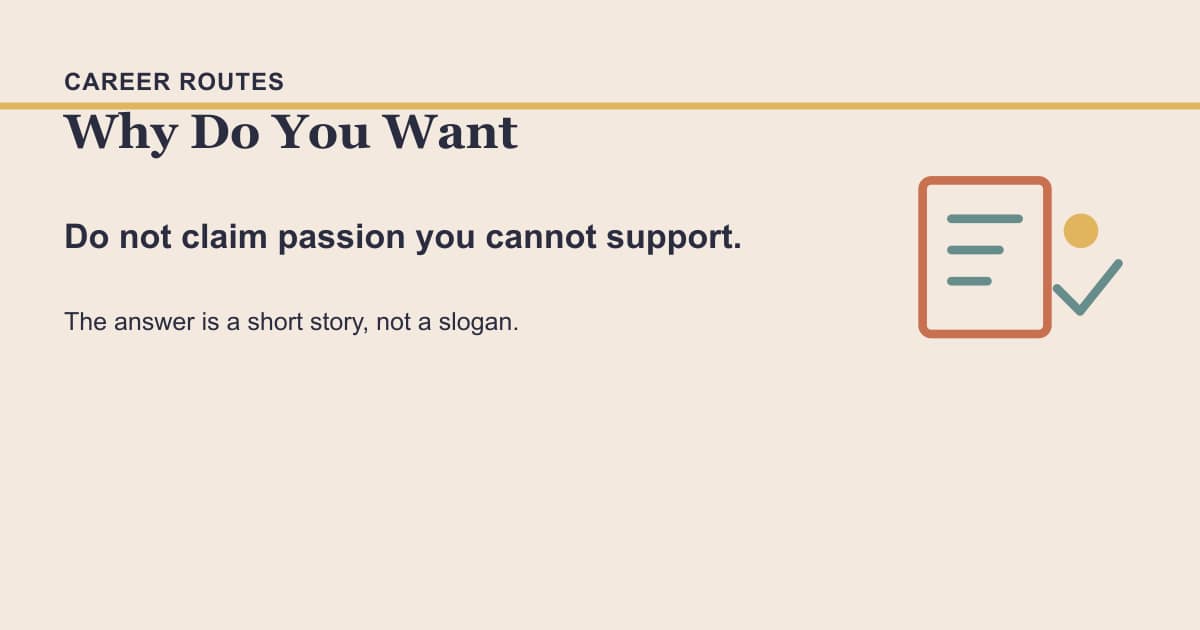 CAREER ROUTES
Why Do You Want
Do not claim passion you cannot support.
The answer is a short story, not a slogan.